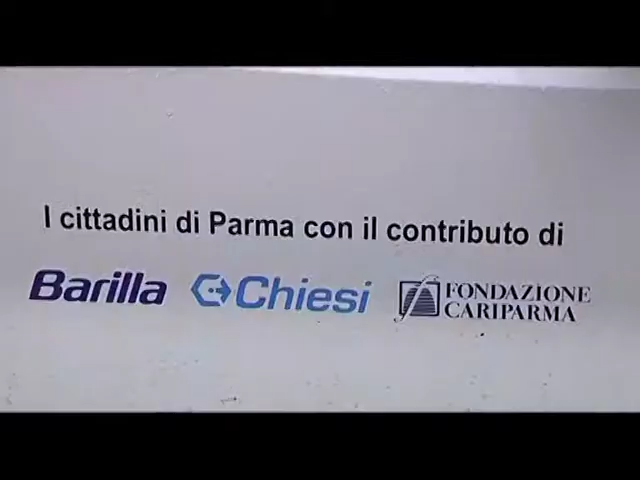 I cittadini di Parma con il contributo di
Barilla Chiesi FONDAZIONE
CARIPARMA